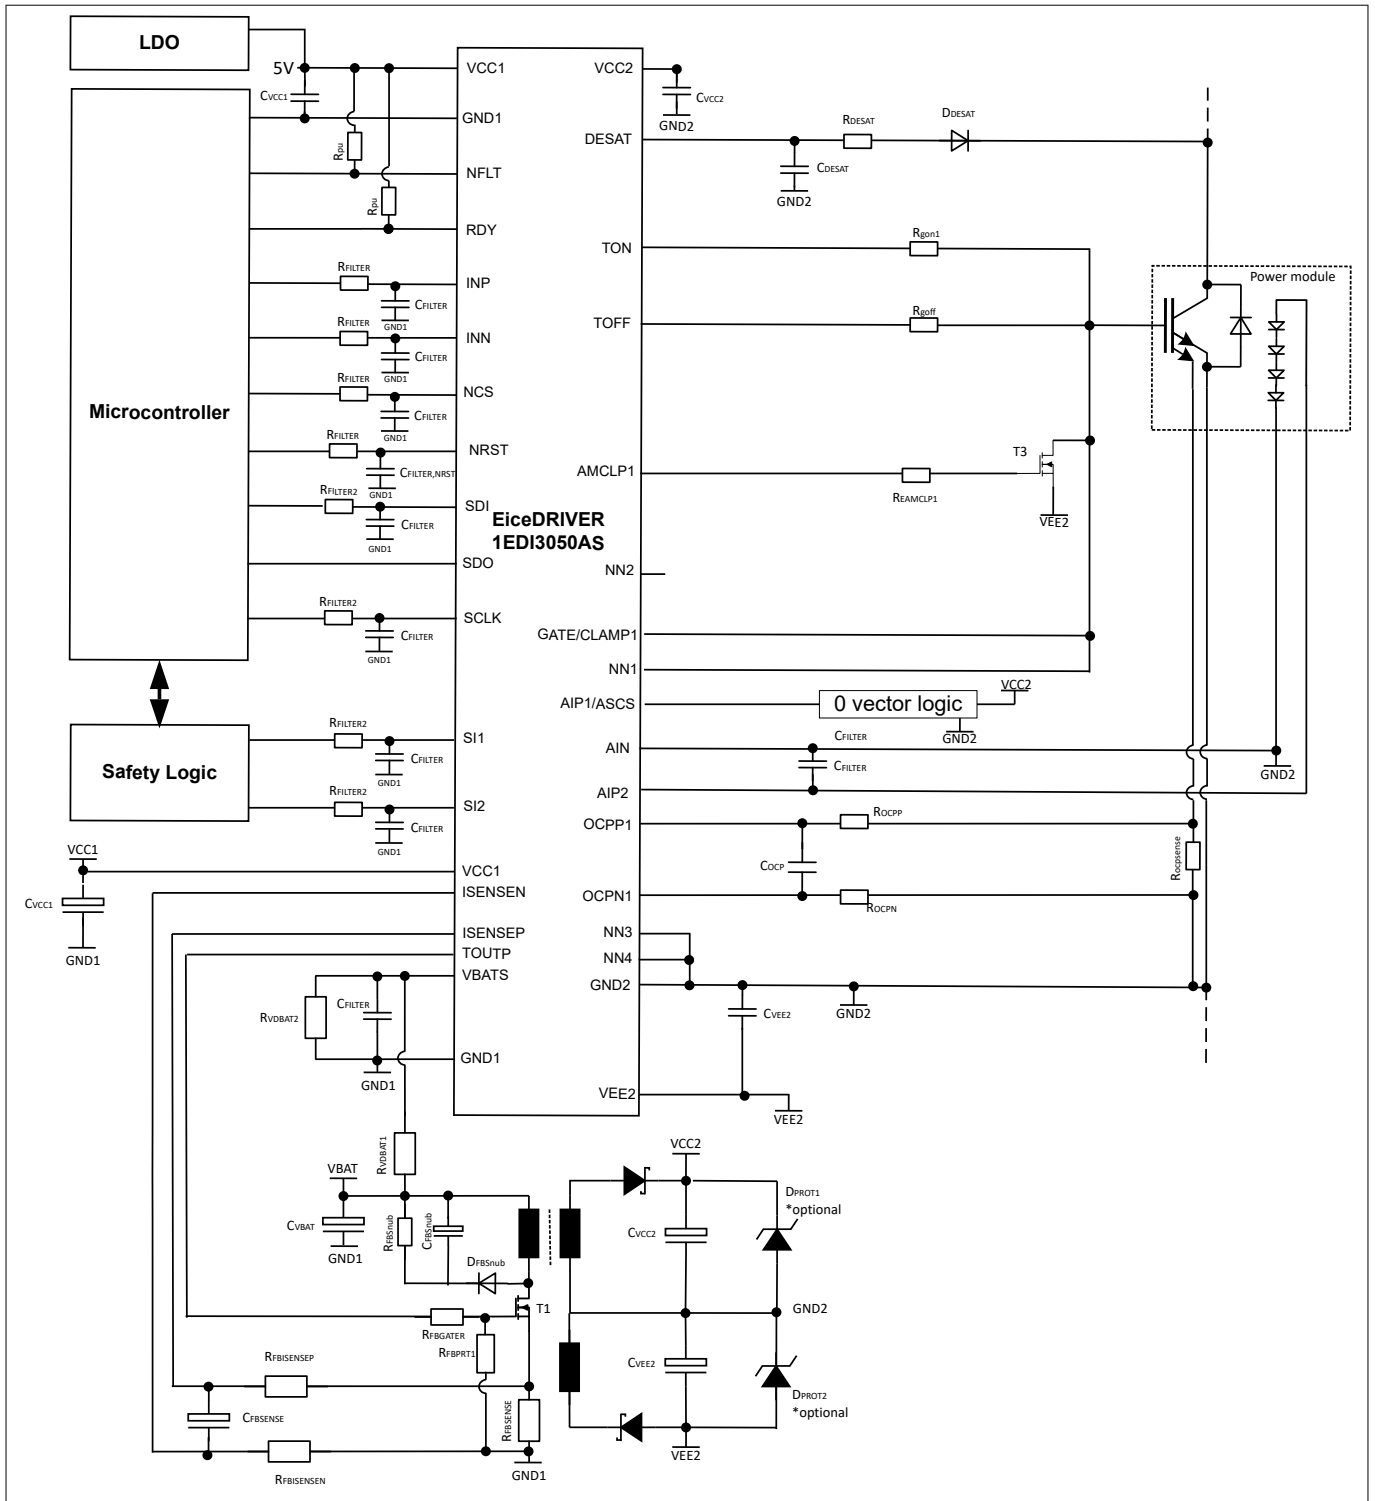 LDO
5V
CVCC1
VCC1
VCC2
CVCC2
GND2
GND1
RDESAT
DDESAT
DESAT
CDESAT
GND2
Rpu
NFLT
Rpu
RDY
TON
Rgon1
RFILTER
INP
CFILTER
GND1
Power module
RFILTER
INN
CFILTER
GND1
TOFF
Rgoff
RFILTER
NCS
CFILTER
GND1
Microcontroller
RFILTER
NRST
CFILTER,NRST
GND1
AMCLP1
REAMCLP1
T3
VEE2
RFILTER2
SDI
CFILTER
GND1
EiceDRIVER
1EDI3050AS
SDO
NN2
RFILTER2
SCLK
CFILTER
GND1
GATE/CLAMP1
NN1
AIP1/ASCS
0 vector logic
VCC2
GND2
Safety Logic
RFILTER2
SI1
CFILTER
GND1
AIN
CFILTER
CFILTER
GND2
RFILTER2
SI2
CFILTER
GND1
AIP2
OCPP1
ROCPP
COCP
Rocpsense
VCC1
CVCC1
GND1
VCC1
ISENSEN
OCPN1
ROCPN
ISENSEP
TOUTP
VBATS
NN3
NN4
GND2
GND2
RVDBAT2
CFILTER
GND1
GND1
CVEE2
VEE2
VEE2
RVDBAT1
VBAT
CVBAT
GND1
RFBSnub
CFBSnub
DFBSnub
T1
VCC2
CVCC2
DPROT1
*optional
GND2
RFBGATER
RFBPRT1
CVEE2
DPROT2
*optional
VEE2
RFBISENSEP
CFBSENSE
RFBISENSEN
RFBSENSE
GND1